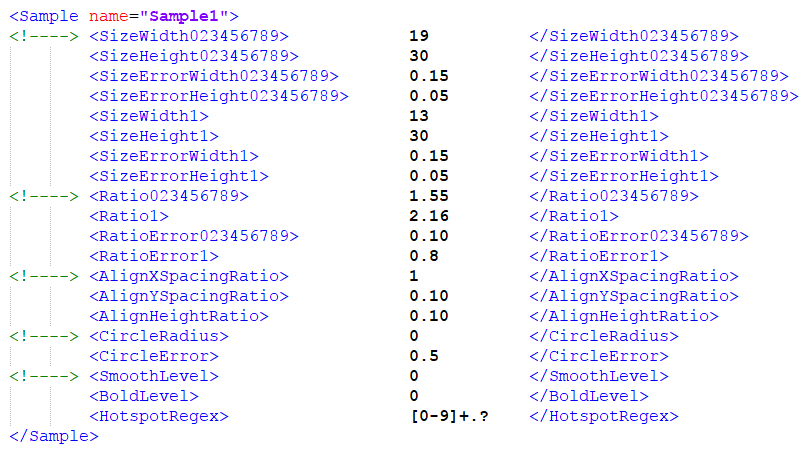 <Sample name="Sample1">
<!----> <SizeWidth023456789> 19 </SizeWidth023456789>
<SizeHeight023456789> 30 </SizeHeight023456789>
<SizeErrorWidth023456789> 0.15 </SizeErrorWidth023456789>
<SizeErrorHeight023456789> 0.05 </SizeErrorHeight023456789>
<SizeWidth1> 13 </SizeWidth1>
<SizeHeight1> 30 </SizeHeight1>
<SizeErrorWidth1> 0.15 </SizeErrorWidth1>
<SizeErrorHeight1> 0.05 </SizeErrorHeight1>
<!----> <Ratio023456789> 1.55 </Ratio023456789>
<Ratio1> 2.16 </Ratio1>
<RatioError023456789> 0.10 </RatioError023456789>
<RatioError1> 0.8 </RatioError1>
<!----> <AlignXSpacingRatio> 1 </AlignXSpacingRatio>
<AlignYSpacingRatio> 0.10 </AlignYSpacingRatio>
<AlignHeightRatio> 0.10 </AlignHeightRatio>
<!----> <CircleRadius> 0 </CircleRadius>
<CircleError> 0.5 </CircleError>
<!----> <SmoothLevel> 0 </SmoothLevel>
<BoldLevel> 0 </BoldLevel>
<HotspotRegex> [0-9]+.? </HotspotRegex>
</Sample>